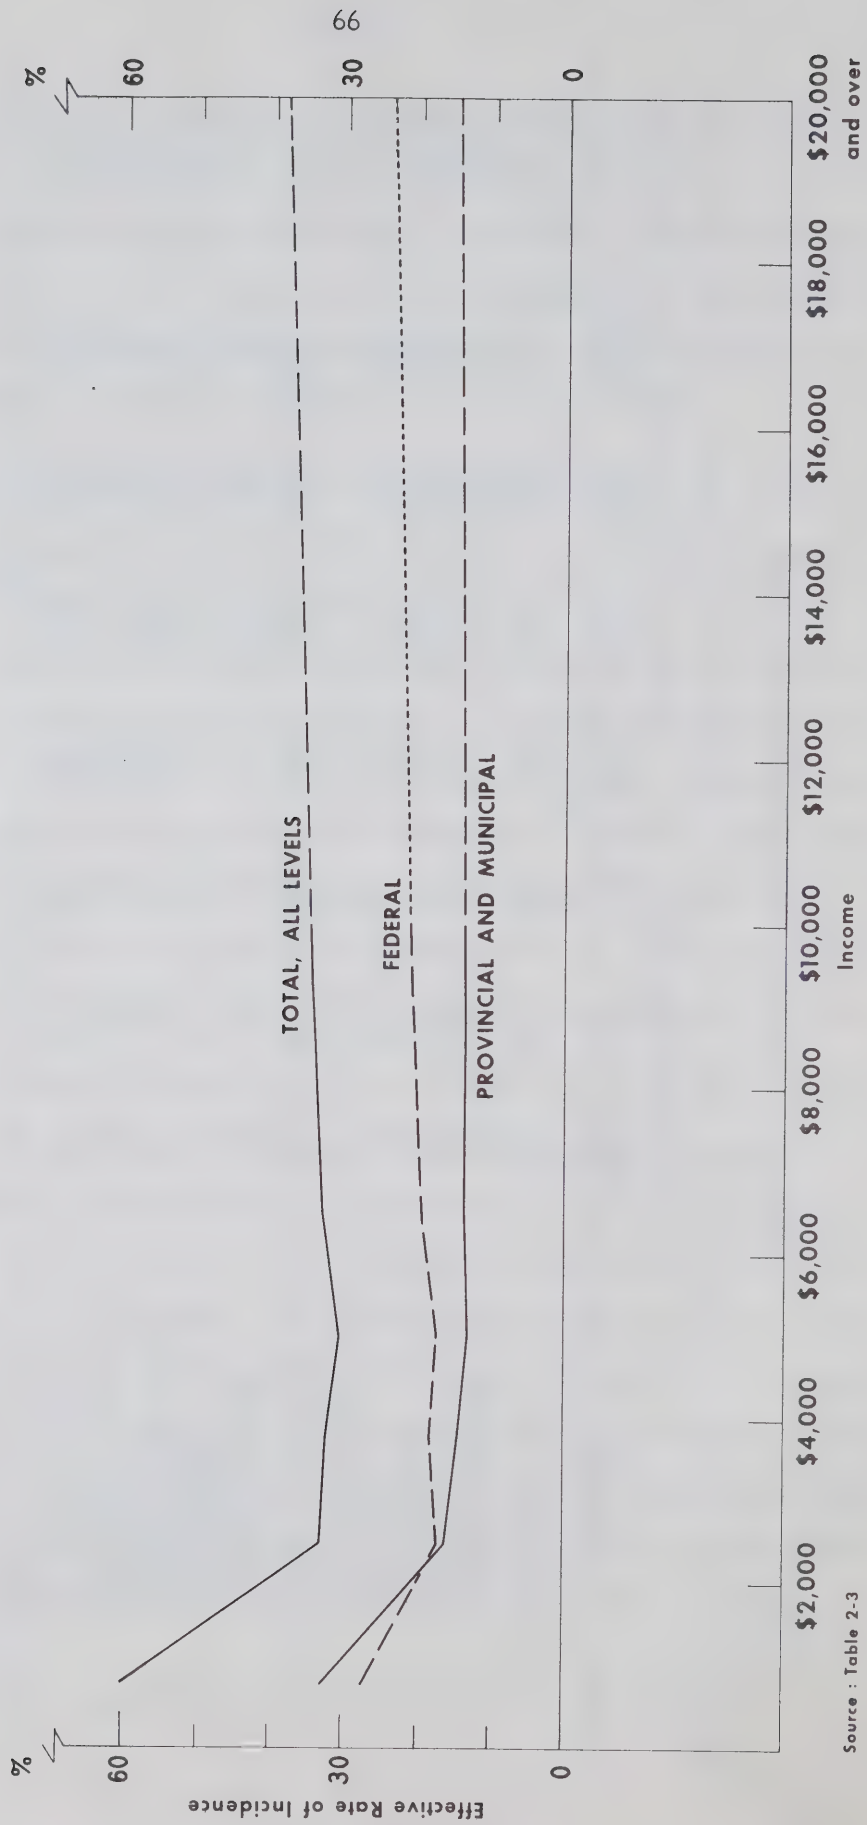 66
%
60
30
0
Effective Rate of Incidence
%
60
30
0
TOTAL, ALL LEVELS
FEDERAL
PROVINCIAL AND MUNICIPAL
$2,000
$4,000
$6,000
$8,000
$10,000
$12,000
$14,000
$16,000
$18,000
$20,000
and over
Income
Source : Table 2-3